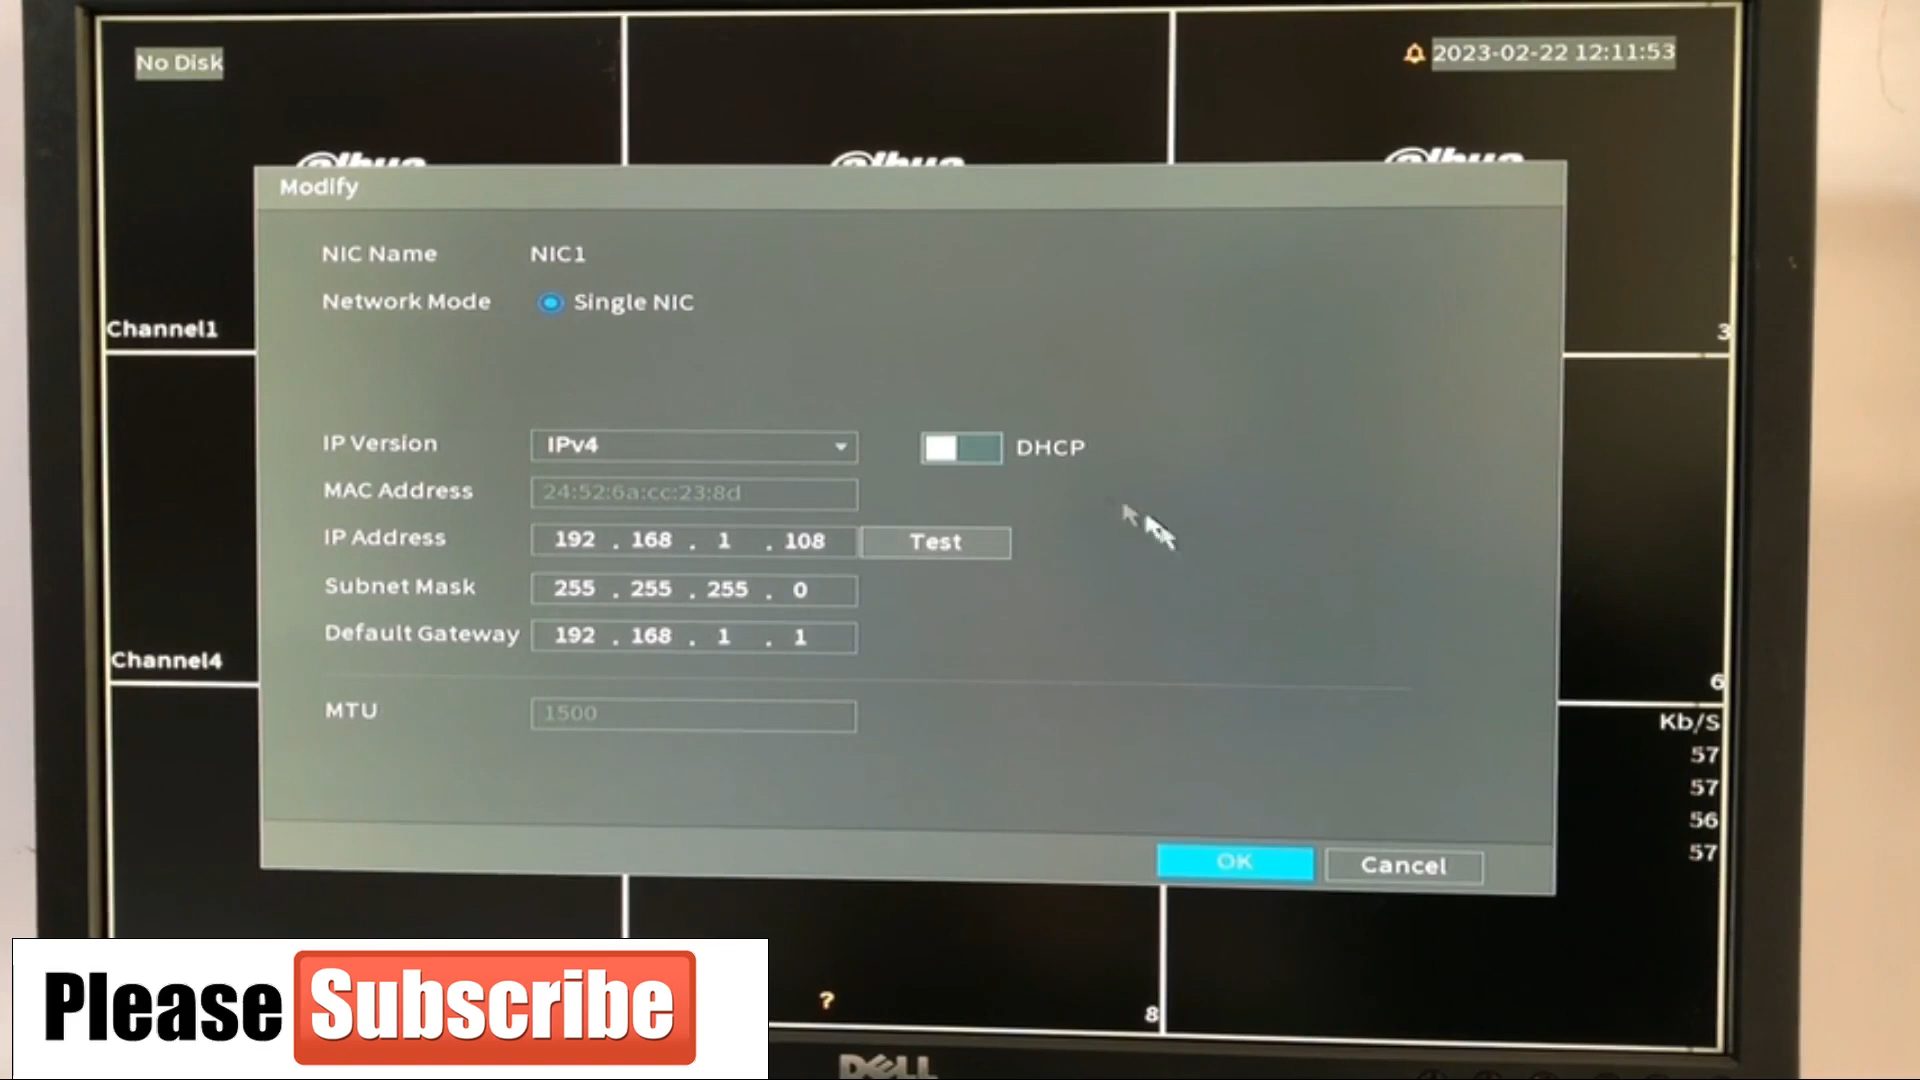 No Disk
2023-02-22 12:11:53
alhua alhua alhua
Modify
NIC Name NIC1
Network Mode Single NIC
Channel1
3
IP Version IPv4 DHCP
MAC Address 24:52:6a:cc:23:8d
IP Address 192 . 168 . 1 . 108 Test
Subnet Mask 255 . 255 . 255 . 0
Default Gateway 192 . 168 . 1 . 1
Channel4
6
MTU 1500
Kb/S
57
57
56
57
OK Cancel
Please Subscribe
?
8
DELL